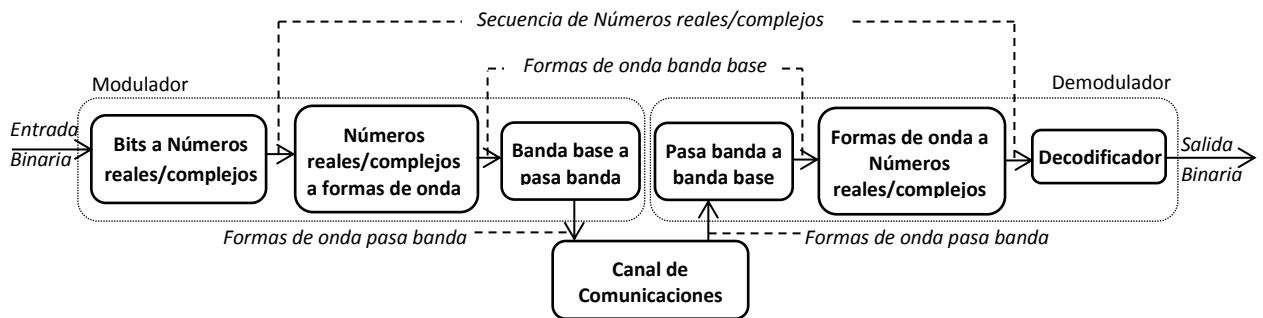 Secuencia de Números reales/complejos
Formas de onda banda base
Modulador
Demodulador
Entrada
Binaria
Bits a Números
reales/complejos
Números
reales/complejos
a formas de onda
Banda base a
pasa banda
Pasa banda a
banda base
Formas de onda a
Números
reales/complejos
Decodificador
Salida
Binaria
Formas de onda pasa banda
Formas de onda pasa banda
Canal de
Comunicaciones